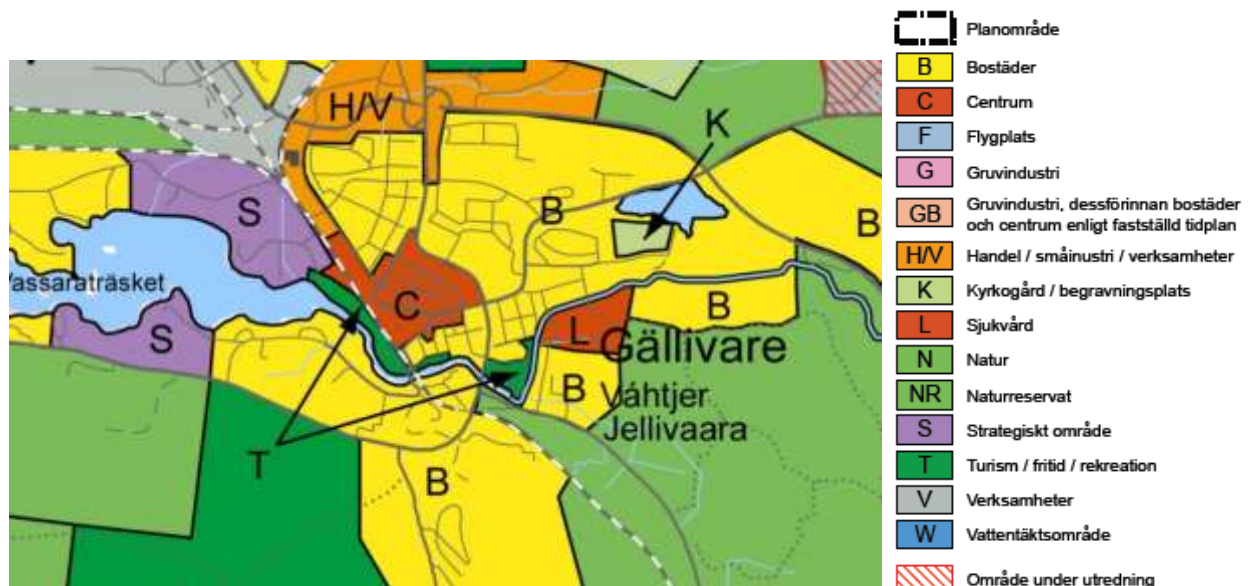 V
H/V
K
S
B
B
Vassaraträsket
C
B
S
L
Gällivare
B
Váhtjer
Jellivaara
T
B
Planområde
B Bostäder
C Centrum
F Flygplats
G Gruvindustri
GB Gruvindustri, dessförinnan bostäder
och centrum enligt fastställd tidplan
H/V Handel / småinustri / verksamheter
K Kyrkogård / begravningsplats
L Sjukvård
N Natur
NR Naturreservat
S Strategiskt område
T Turism / fritid / rekreation
V Verksamheter
W Vattentäktsområde
Område under utredning